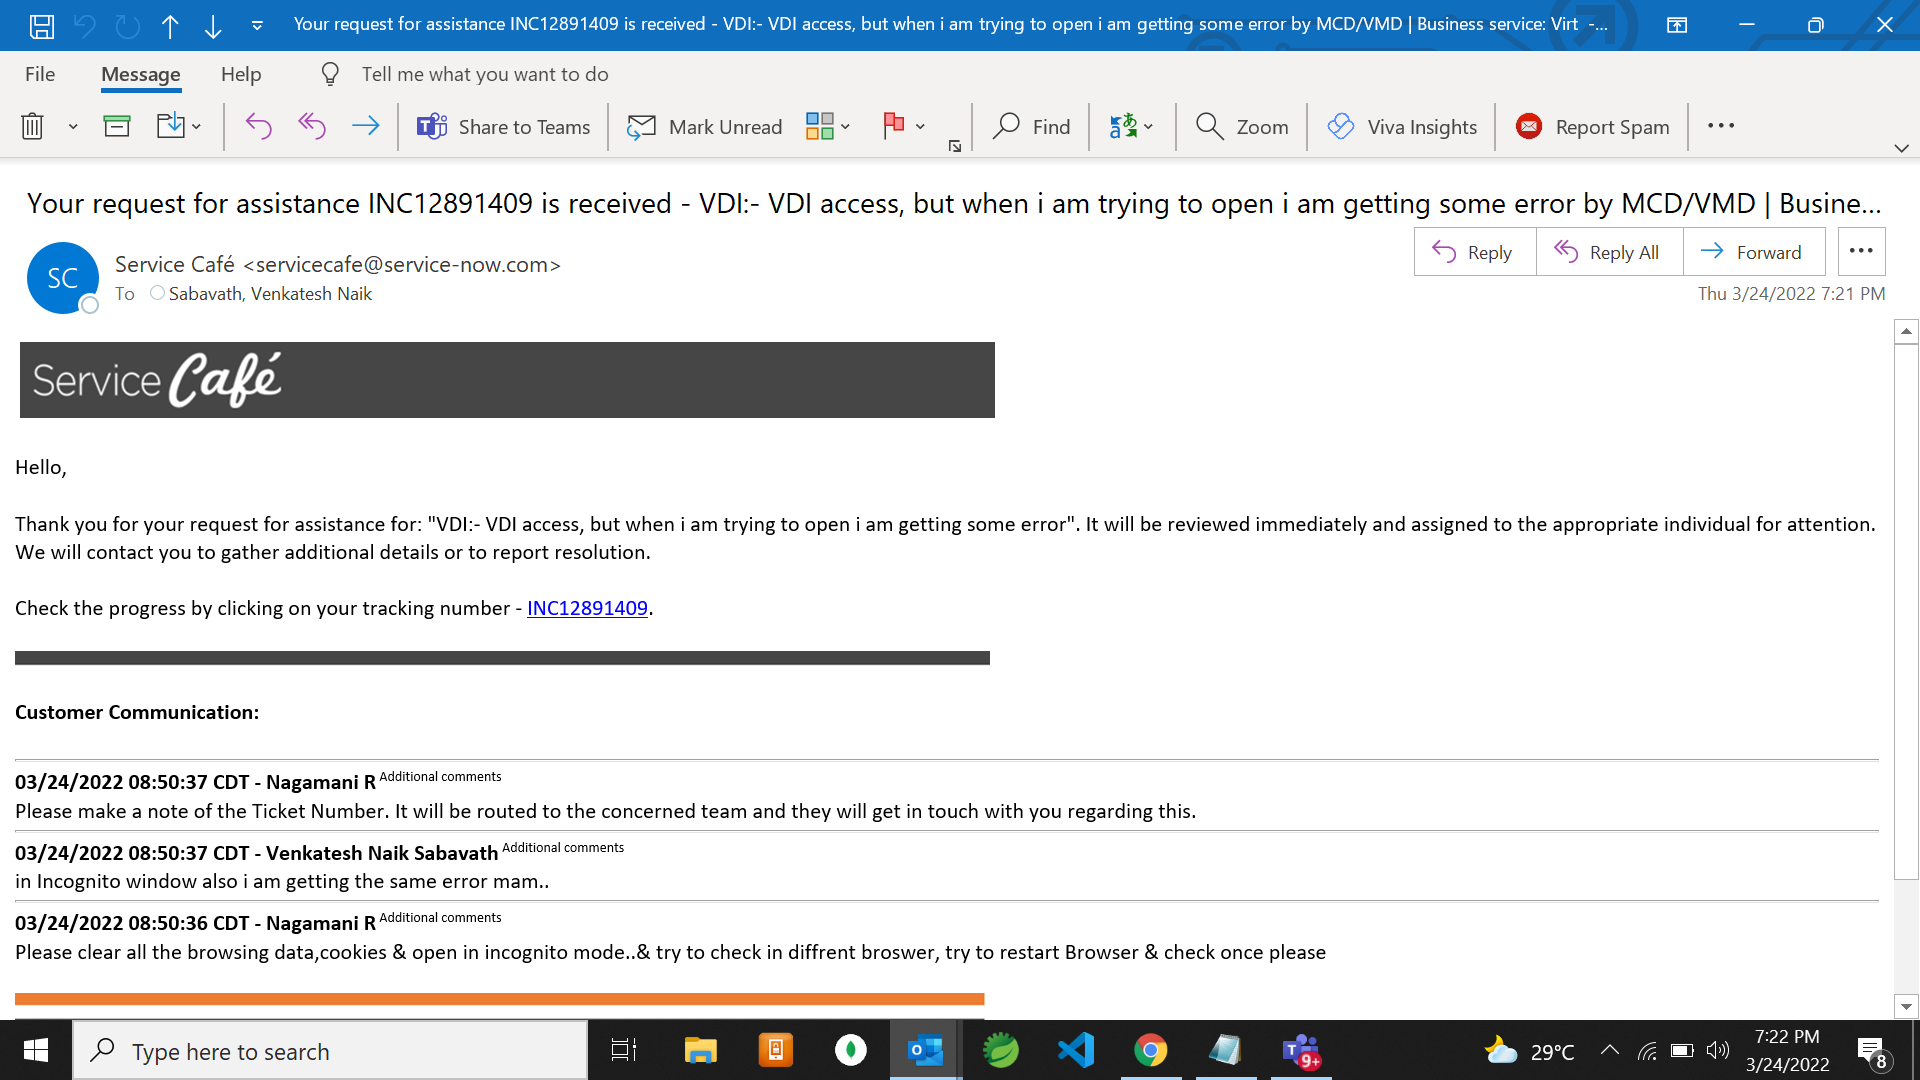 Your request for assistance INC12891409 is received - VDI:- VDI access, but when i am trying to open i am getting some error by MCD/VMD | Business service: Virt -...
File Message Help Tell me what you want to do
Share to Teams Mark Unread Find Zoom Viva Insights Report Spam
Your request for assistance INC12891409 is received - VDI:- VDI access, but when i am trying to open i am getting some error by MCD/VMD | Busine...
SC
Service Café <servicecafe@service-now.com>
To Sabavath, Venkatesh Naik
Reply Reply All Forward
Thu 3/24/2022 7:21 PM
Service Café
Hello,
Thank you for your request for assistance for: "VDI:- VDI access, but when i am trying to open i am getting some error". It will be reviewed immediately and assigned to the appropriate individual for attention.
We will contact you to gather additional details or to report resolution.
Check the progress by clicking on your tracking number - INC12891409.
Customer Communication:
03/24/2022 08:50:37 CDT - Nagamani R Additional comments
Please make a note of the Ticket Number. It will be routed to the concerned team and they will get in touch with you regarding this.
03/24/2022 08:50:37 CDT - Venkatesh Naik Sabavath Additional comments
in Incognito window also i am getting the same error mam..
03/24/2022 08:50:36 CDT - Nagamani R Additional comments
Please clear all the browsing data,cookies & open in incognito mode..& try to check in diffrent broswer, try to restart Browser & check once please
Type here to search
9+
29°C
7:22 PM
3/24/2022
8